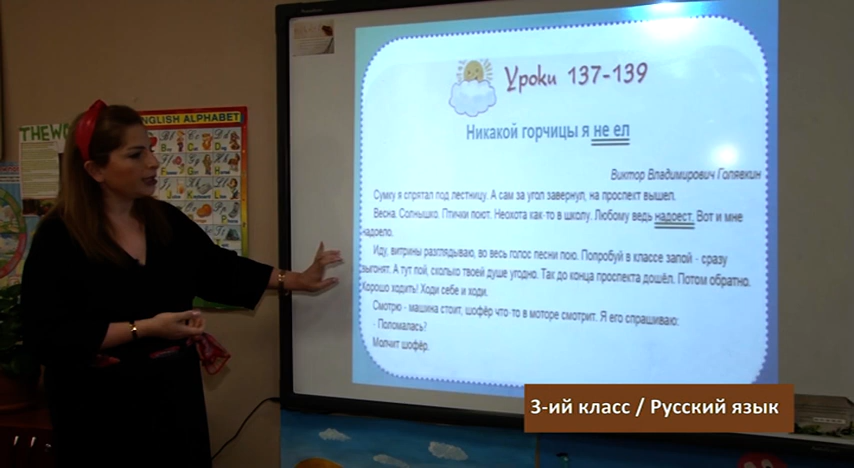 THEWO
ENGLISH ALPHABET
Уроки 137-139
Никакой горчицы я не ел
Виктор Владимирович Голявкин
Сумку я спрятал под лестницу. А сам за угол завернул, на проспект вышел.
Весна. Солнышко. Птички поют. Неохота как-то в школу. Любому ведь надоест. Вот и мне
надоело.
Иду, витрины разглядываю, во весь голос песни пою. Попробуй в классе запой - сразу
выгонят. А тут пой, сколько твоей душе угодно. Так до конца проспекта дошёл. Потом обратно.
Хорошо ходить! Ходи себе и ходи.
Смотрю - машина стоит, шофёр что-то в моторе смотрит. Я его спрашиваю:
- Поломалась?
Молчит шофёр.
3-ий класс / Русский язык